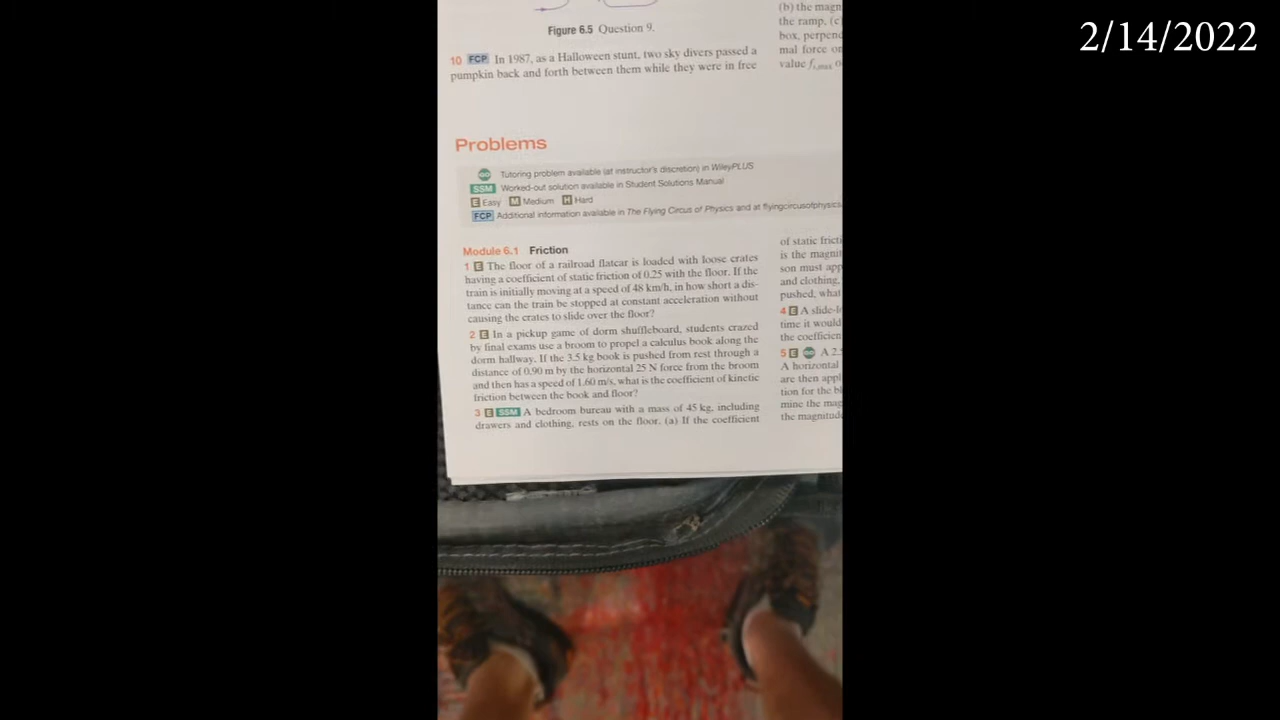 2/14/2022
Figure 6.5 Question 9.
10 FCP In 1987, as a Halloween stunt, two sky divers passed a
pumpkin back and forth between them while they were in free
(b) the magn
the ramp, (c
box, perpend
mal force on
value
Problems
GO Tutoring problem available (at instructor's discretion) in WileyPLUS
SSM Worked-out solution available in Student Solutions Manual
E Easy M Medium H Hard
FCP Additional information available in The Flying Circus of Physics and at flyingcircusofphysics.
Module 6.1 Friction
1 E The floor of a railroad flatcar is loaded with loose crates
having a coefficient of static friction of 0.25 with the floor. If the
train is initially moving at a speed of 48 km/h, in how short a dis-
tance can the train be stopped at constant acceleration without
causing the crates to slide over the floor?
2 E In a pickup game of dorm shuffleboard, students crazed
by final exams use a broom to propel a calculus book along the
dorm hallway. If the 3.5 kg book is pushed from rest through a
distance of 0.90 m by the horizontal 25 N force from the broom
and then has a speed of 1.60 m/s, what is the coefficient of kinetic
friction between the book and floor?
3 E SSM A bedroom bureau with a mass of 45 kg, including
drawers and clothing, rests on the floor. (a) If the coefficient
of static fricti
is the magnit
son must app
and clothing,
pushed, what
4 E A slide-l
time it would
the coefficien
5 E GO A 2.5
A horizontal
are then appl
tion for the bl
mine the mag
the magnitude